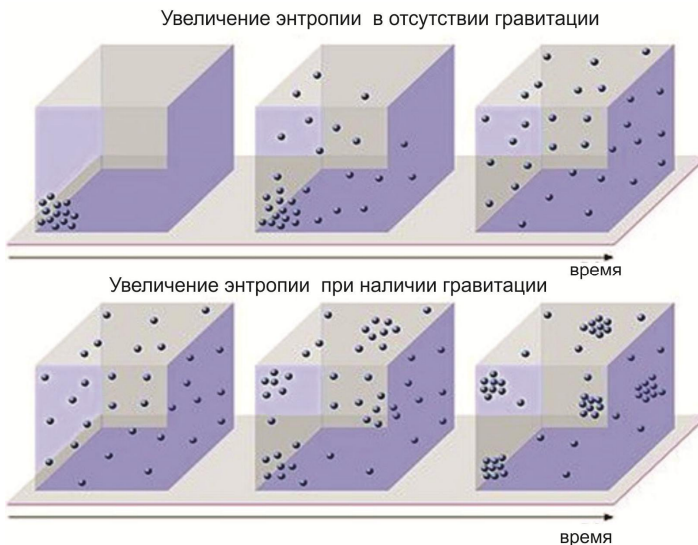 Увеличение энтропии в отсутствии гравитации
время
Увеличение энтропии при наличии гравитации
время